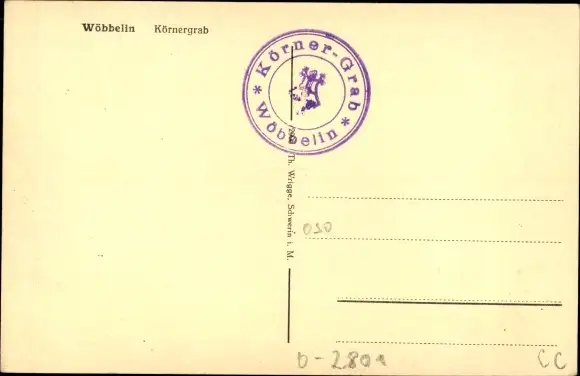 Wöbbelin Körnergrab
* Körner-Grab *
Wöbbelin
Th. Wrigge, Schwerin i. M.
050
D-2801
CC